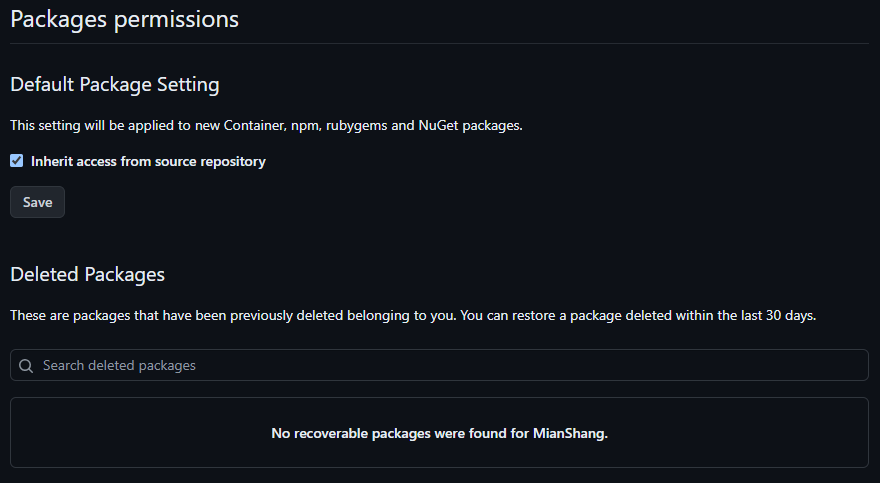 Packages permissions
Default Package Setting
This setting will be applied to new Container, npm, rubygems and NuGet packages.
Inherit access from source repository
Save
Deleted Packages
These are packages that have been previously deleted belonging to you. You can restore a package deleted within the last 30 days.
Search deleted packages
No recoverable packages were found for MianShang.